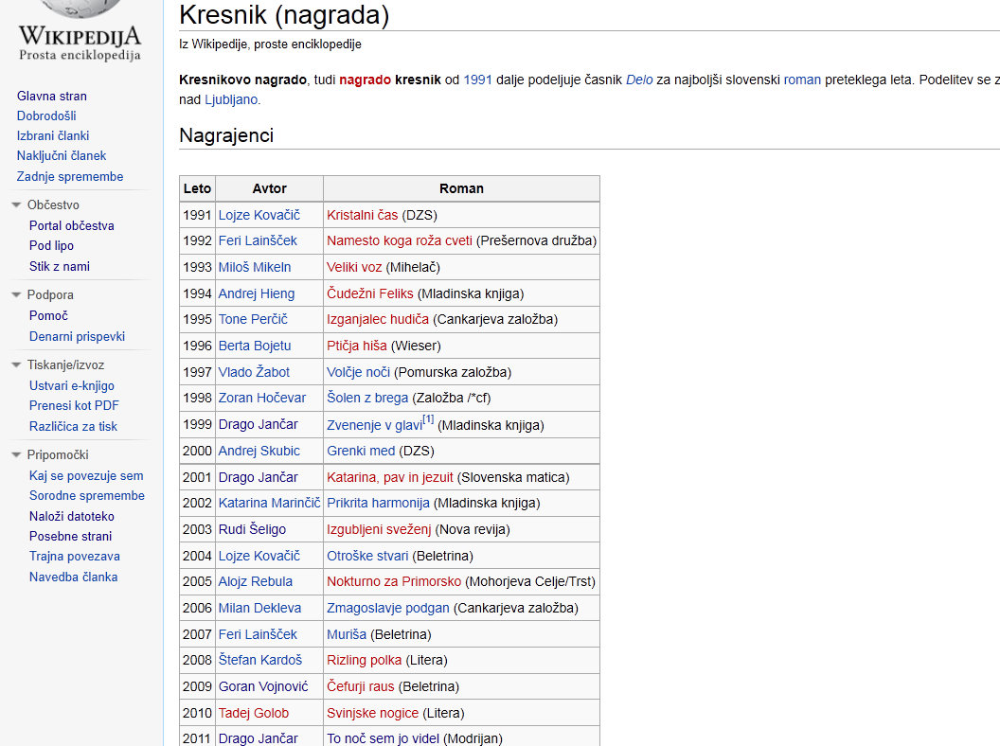 WIKIPEDIJA
Prosta enciklopedija
Glavna stran
Dobrodošli
Izbrani članki
Naključni članek
Zadnje spremembe
Občestvo
Portal občestva
Pod lipo
Stik z nami
Podpora
Pomoč
Denarni prispevki
Tiskanje/izvoz
Ustvari e-knjigo
Prenesi kot PDF
Različica za tisk
Pripomočki
Kaj se povezuje sem
Sorodne spremembe
Naloži datoteko
Posebne strani
Trajna povezava
Navedba članka
Kresnik (nagrada)
Iz Wikipedije, proste enciklopedije
Kresnikovo nagrado, tudi nagrado kresnik od 1991 dalje podeljuje časnik Delo za najboljši slovenski roman preteklega leta. Podelitev se
nad Ljubljano.
Nagrajenci
Leto Avtor Roman
1991 Lojze Kovačič Kristalni čas (DZS)
1992 Feri Lainšček Namesto koga roža cveti (Prešernova družba)
1993 Miloš Mikeln Veliki voz (Mihelač)
1994 Andrej Hieng Čudežni Feliks (Mladinska knjiga)
1995 Tone Perčič Izganjalec hudiča (Cankarjeva založba)
1996 Berta Bojetu Ptičja hiša (Wieser)
1997 Vlado Žabot Volčje noči (Pomurska založba)
1998 Zoran Hočevar Šolen z brega (Založba /*cf)
1999 Drago Jančar Zvenenje v glavi[1] (Mladinska knjiga)
2000 Andrej Skubic Grenki med (DZS)
2001 Drago Jančar Katarina, pav in jezuit (Slovenska matica)
2002 Katarina Marinčič Prikrita harmonija (Mladinska knjiga)
2003 Rudi Šeligo Izgubljeni sveženj (Nova revija)
2004 Lojze Kovačič Otroške stvari (Beletrina)
2005 Alojz Rebula Nokturno za Primorsko (Mohorjeva Celje/Trst)
2006 Milan Dekleva Zmagoslavje podgan (Cankarjeva založba)
2007 Feri Lainšček Muriša (Beletrina)
2008 Štefan Kardoš Rizling polka (Litera)
2009 Goran Vojnović Čefurji raus (Beletrina)
2010 Tadej Golob Svinjske nogice (Litera)
2011 Drago Jančar To noč sem jo videl (Modrijan)